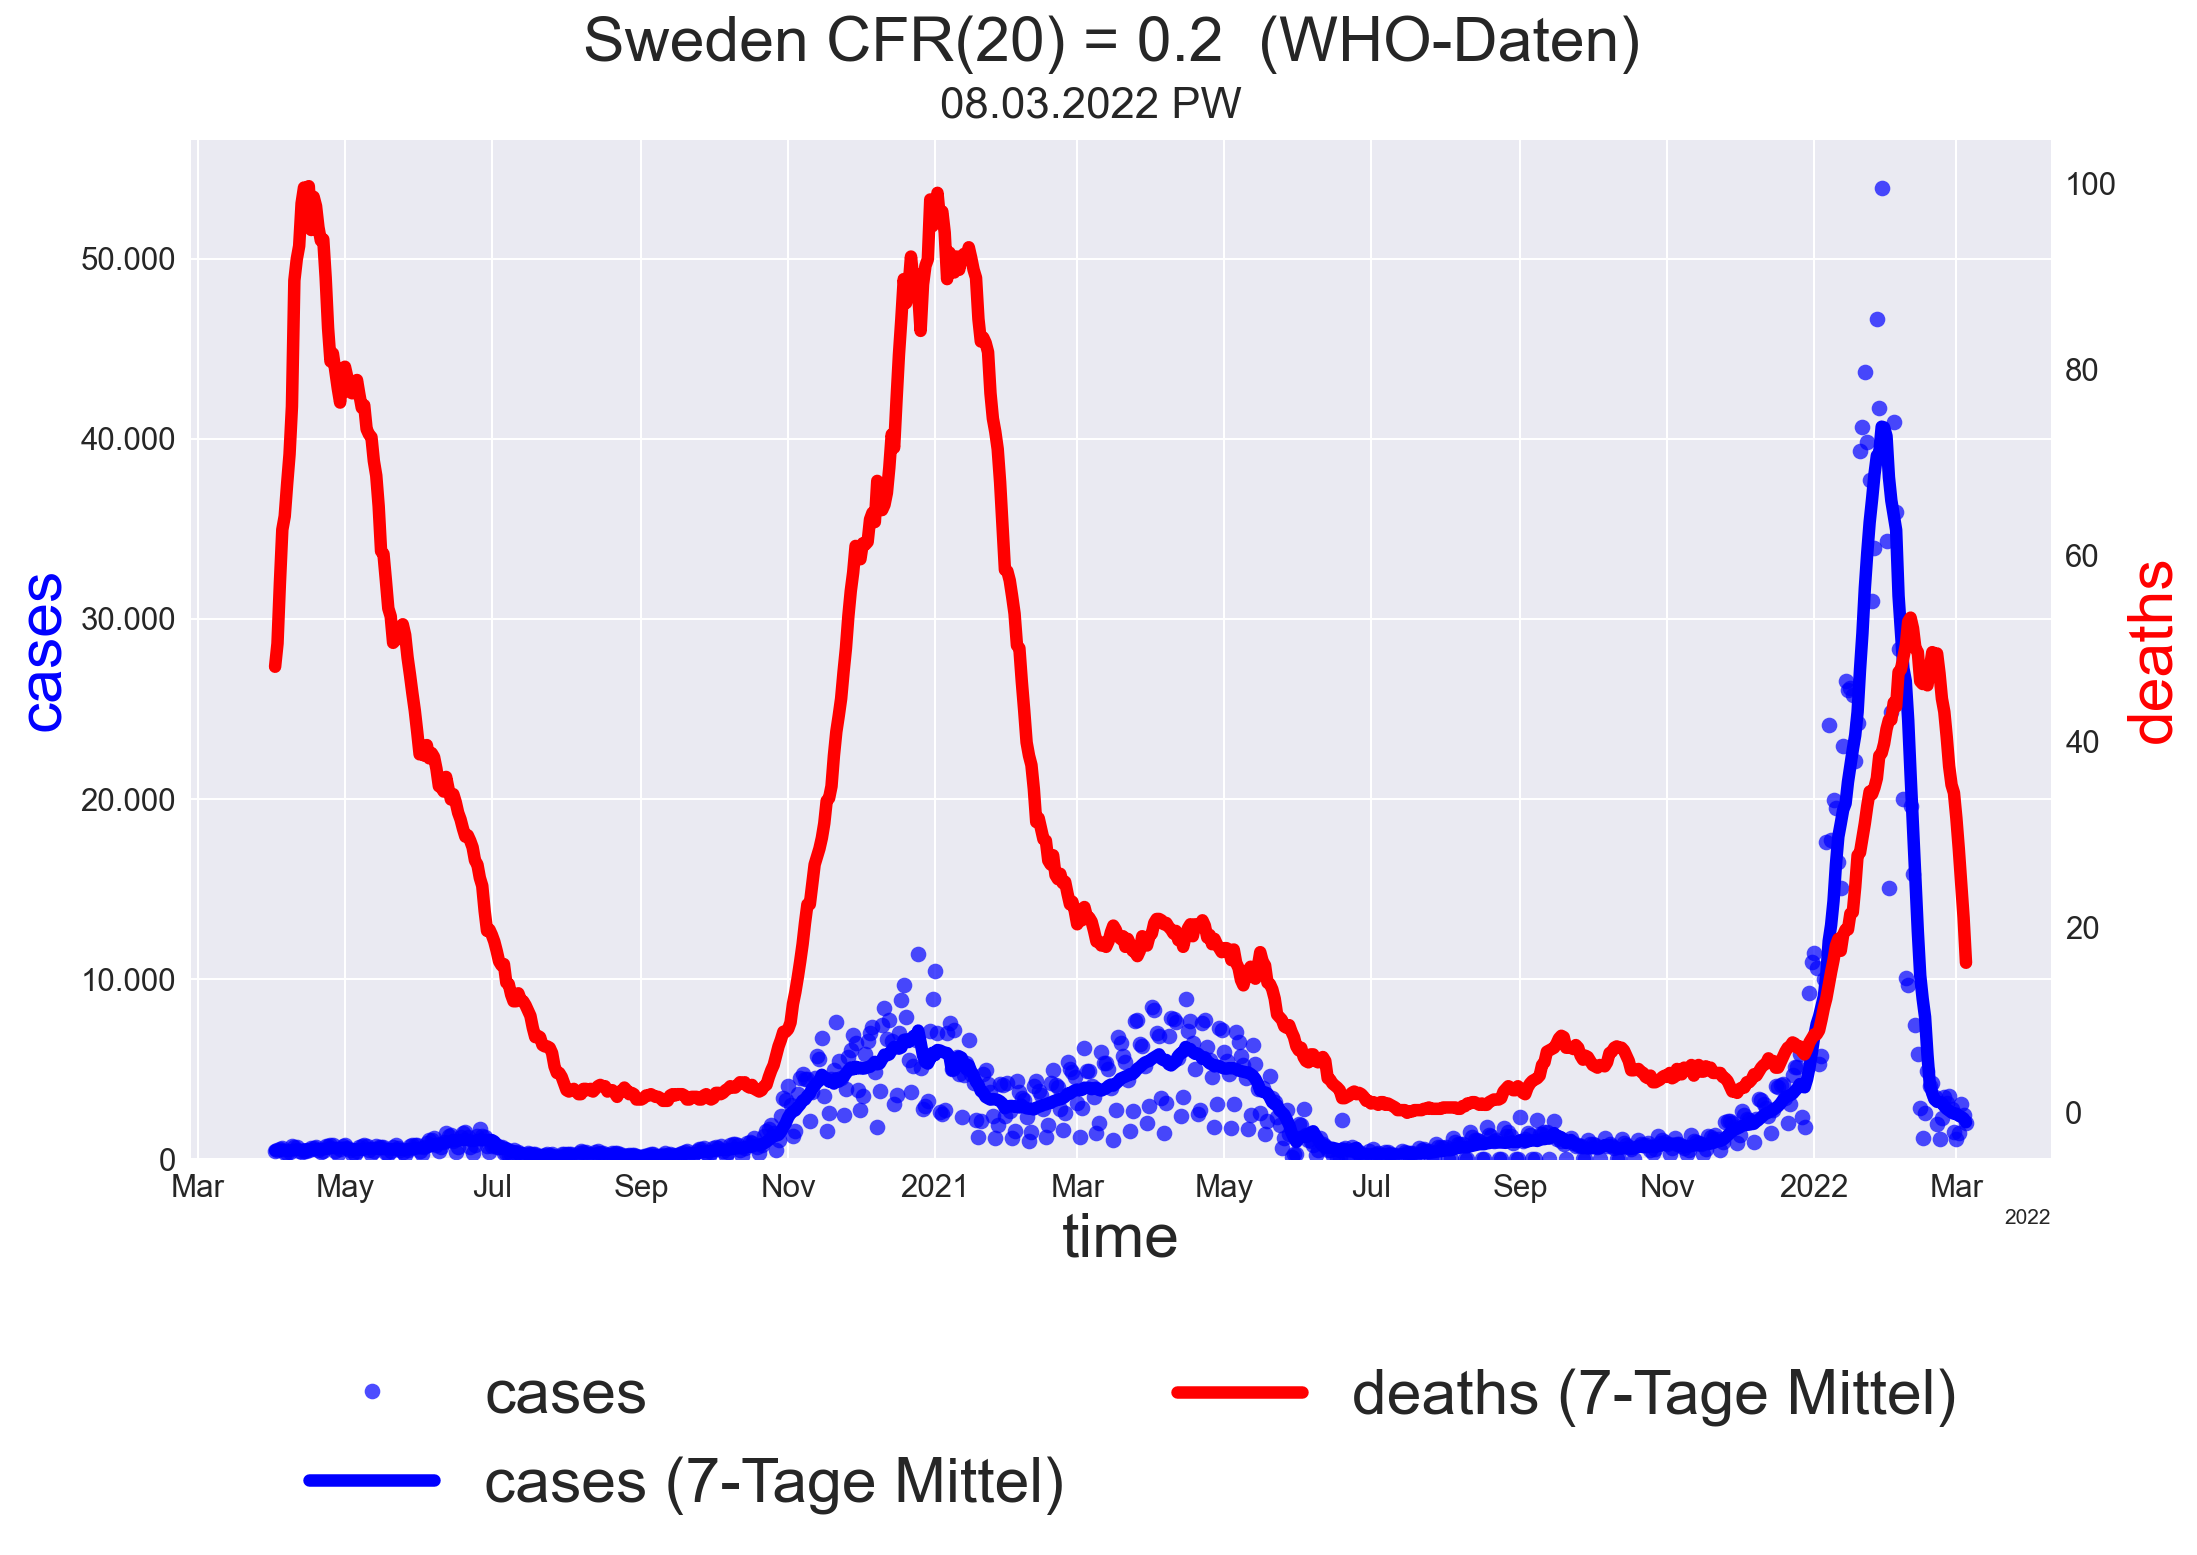 Sweden CFR(20) = 0.2  (WHO-Daten)
08.03.2022 PW
cases
50.000
40.000
30.000
20.000
10.000
0
100
80
60
40
20
0
deaths
Mar May Jul Sep Nov 2021 Mar May Jul Sep Nov 2022 Mar
2022
time
cases
cases (7-Tage Mittel)
deaths (7-Tage Mittel)